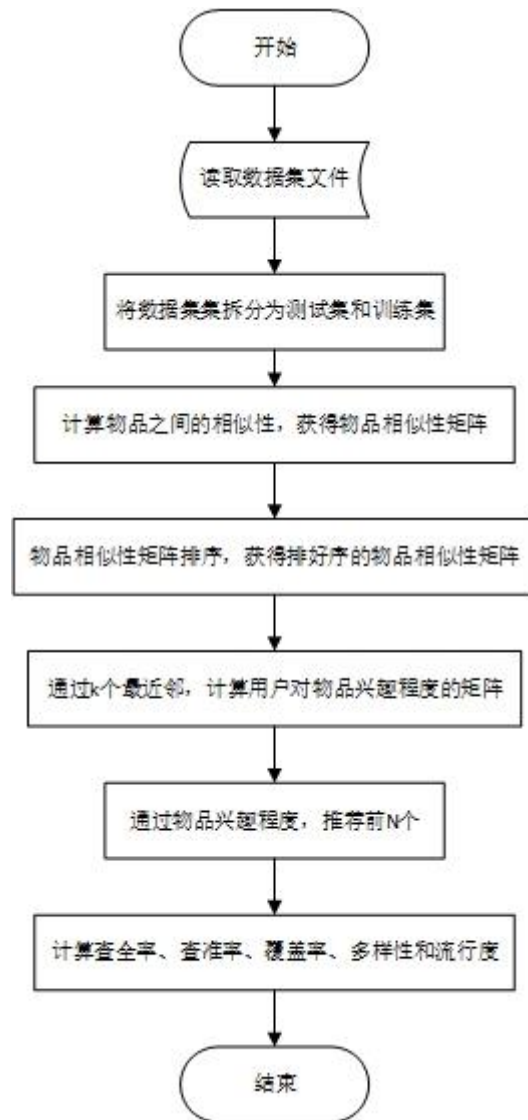 开始
读取数据集文件
将数据集集拆分为测试集和训练集
计算物品之间的相似性，获得物品相似性矩阵
物品相似性矩阵排序，获得排好序的物品相似性矩阵
通过k个最近邻，计算用户对物品兴趣程度的矩阵
通过物品兴趣程度，推荐前N个
计算查全率、查准率、覆盖率、多样性和流行度
结束